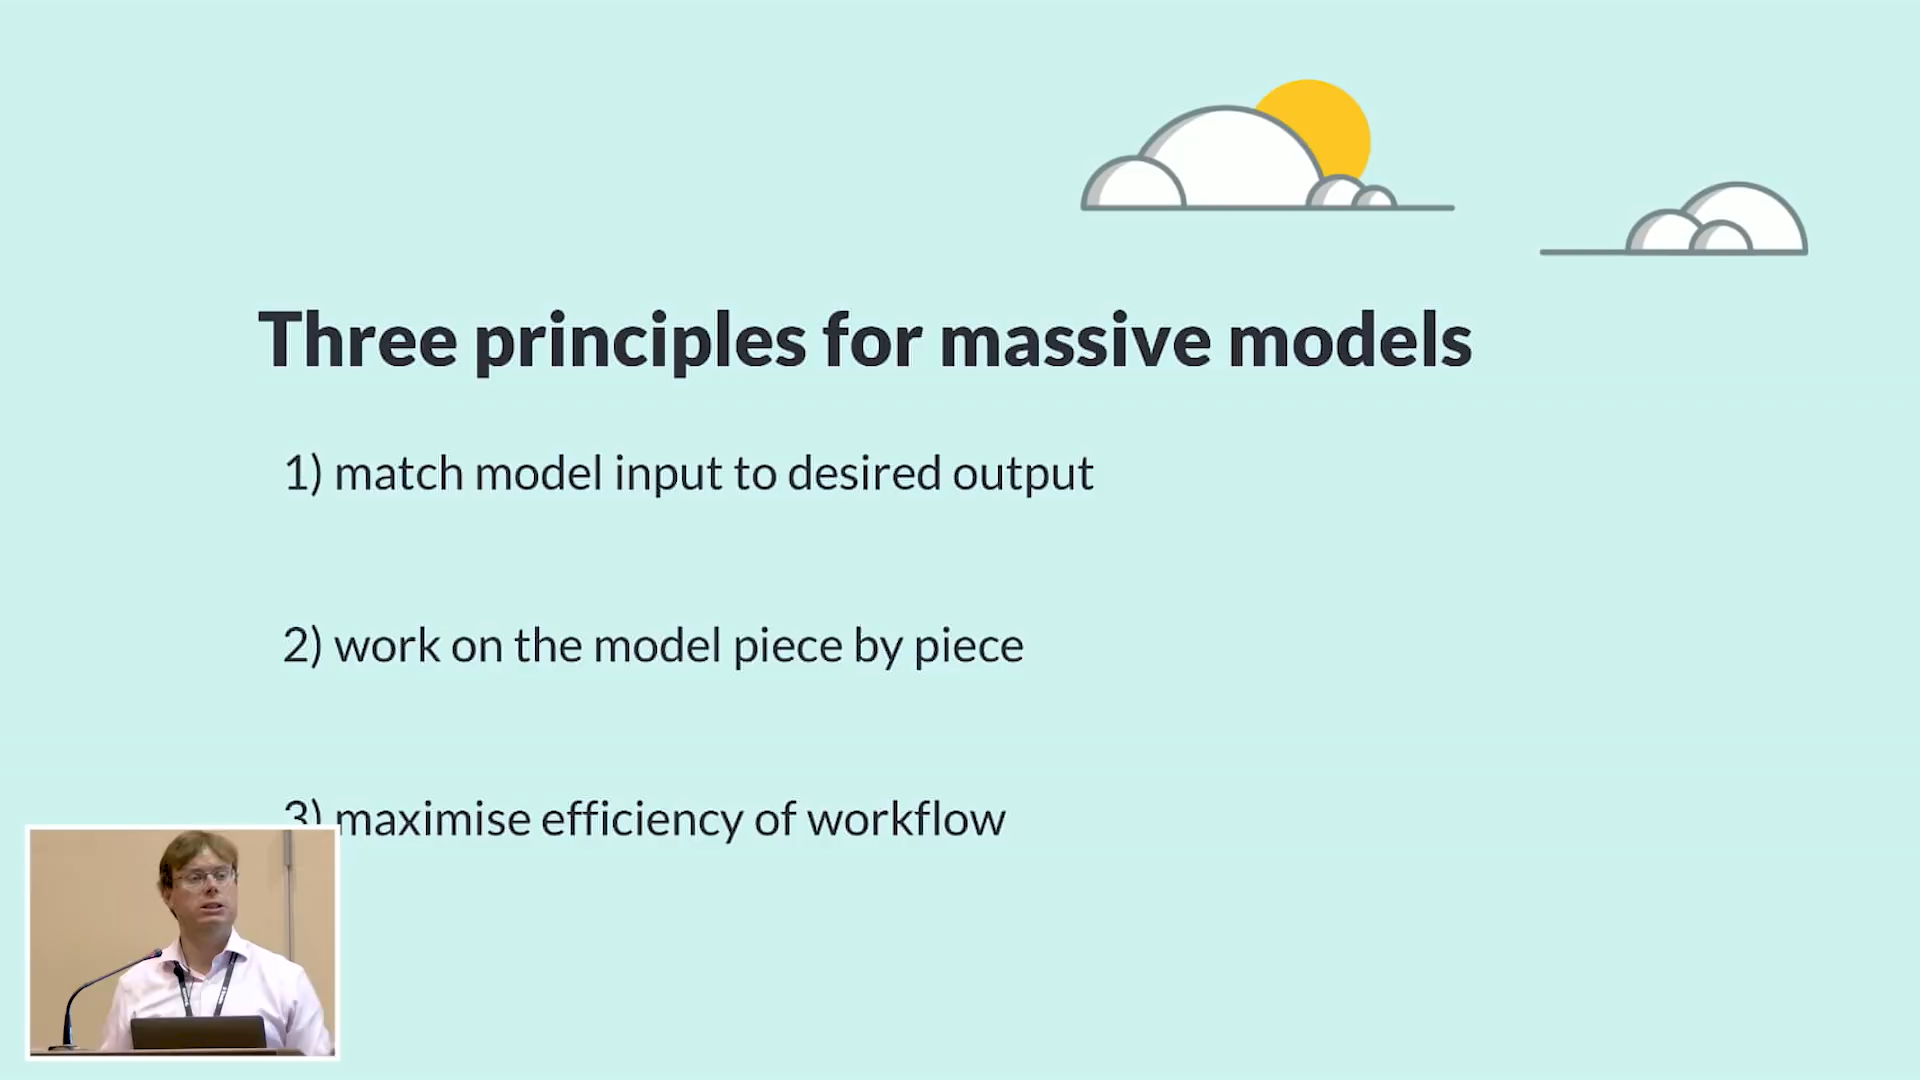 Three principles for massive models
1) match model input to desired output
2) work on the model piece by piece
3) maximise efficiency of workflow